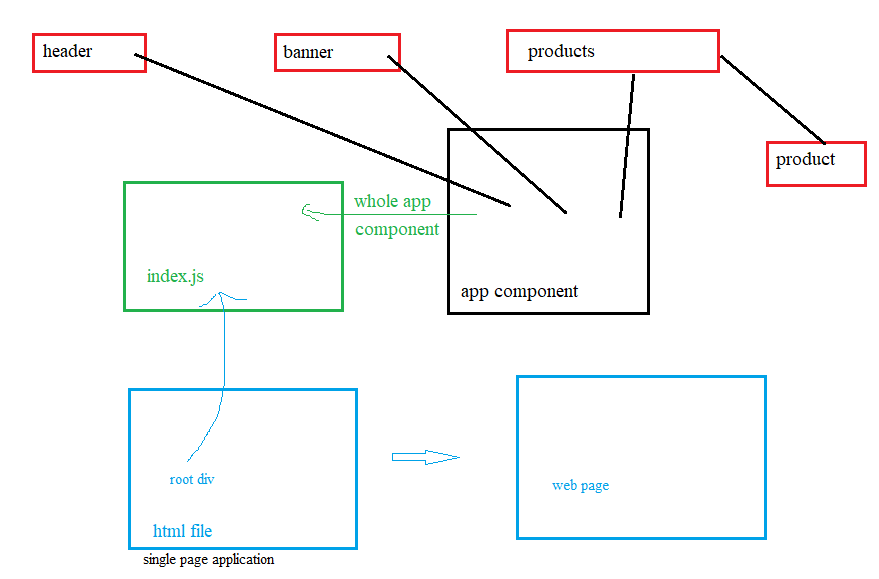 header
banner
products
product
whole app
component
index.js
app component
root div
web page
html file
single page application